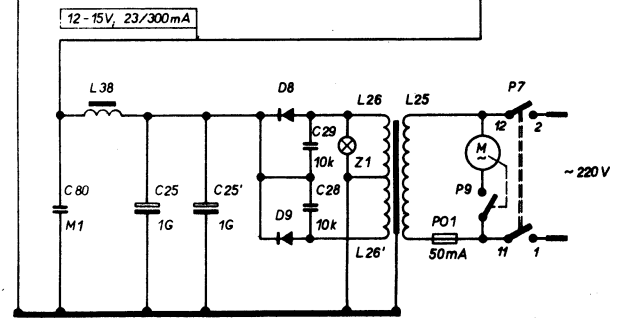 12-15V, 23/300mA
L38
D8
L26
L25
P7
C29
10k
Z1
12
2
M
~
C80
M1
C25
1G
C25'
1G
C28
10k
P9
~220V
D9
L26'
PO1
50mA
11
1